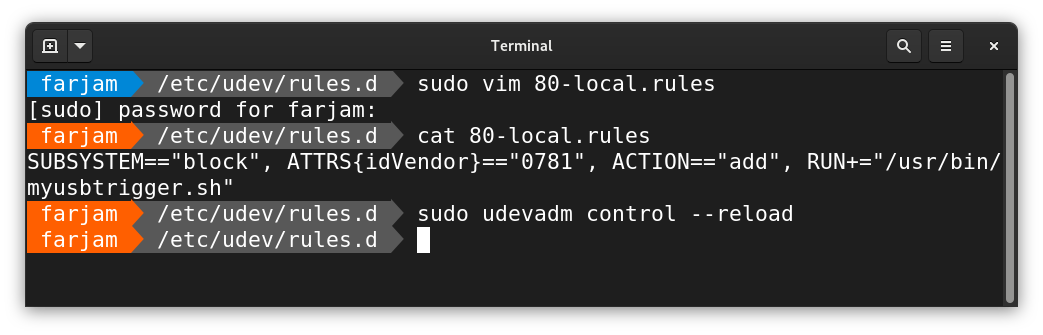 Terminal
farjam /etc/udev/rules.d sudo vim 80-local.rules
[sudo] password for farjam:
farjam /etc/udev/rules.d cat 80-local.rules
SUBSYSTEM=="block", ATTRS{idVendor}=="0781", ACTION=="add", RUN+="/usr/bin/
myusbtrigger.sh"
farjam /etc/udev/rules.d sudo udevadm control --reload
farjam /etc/udev/rules.d